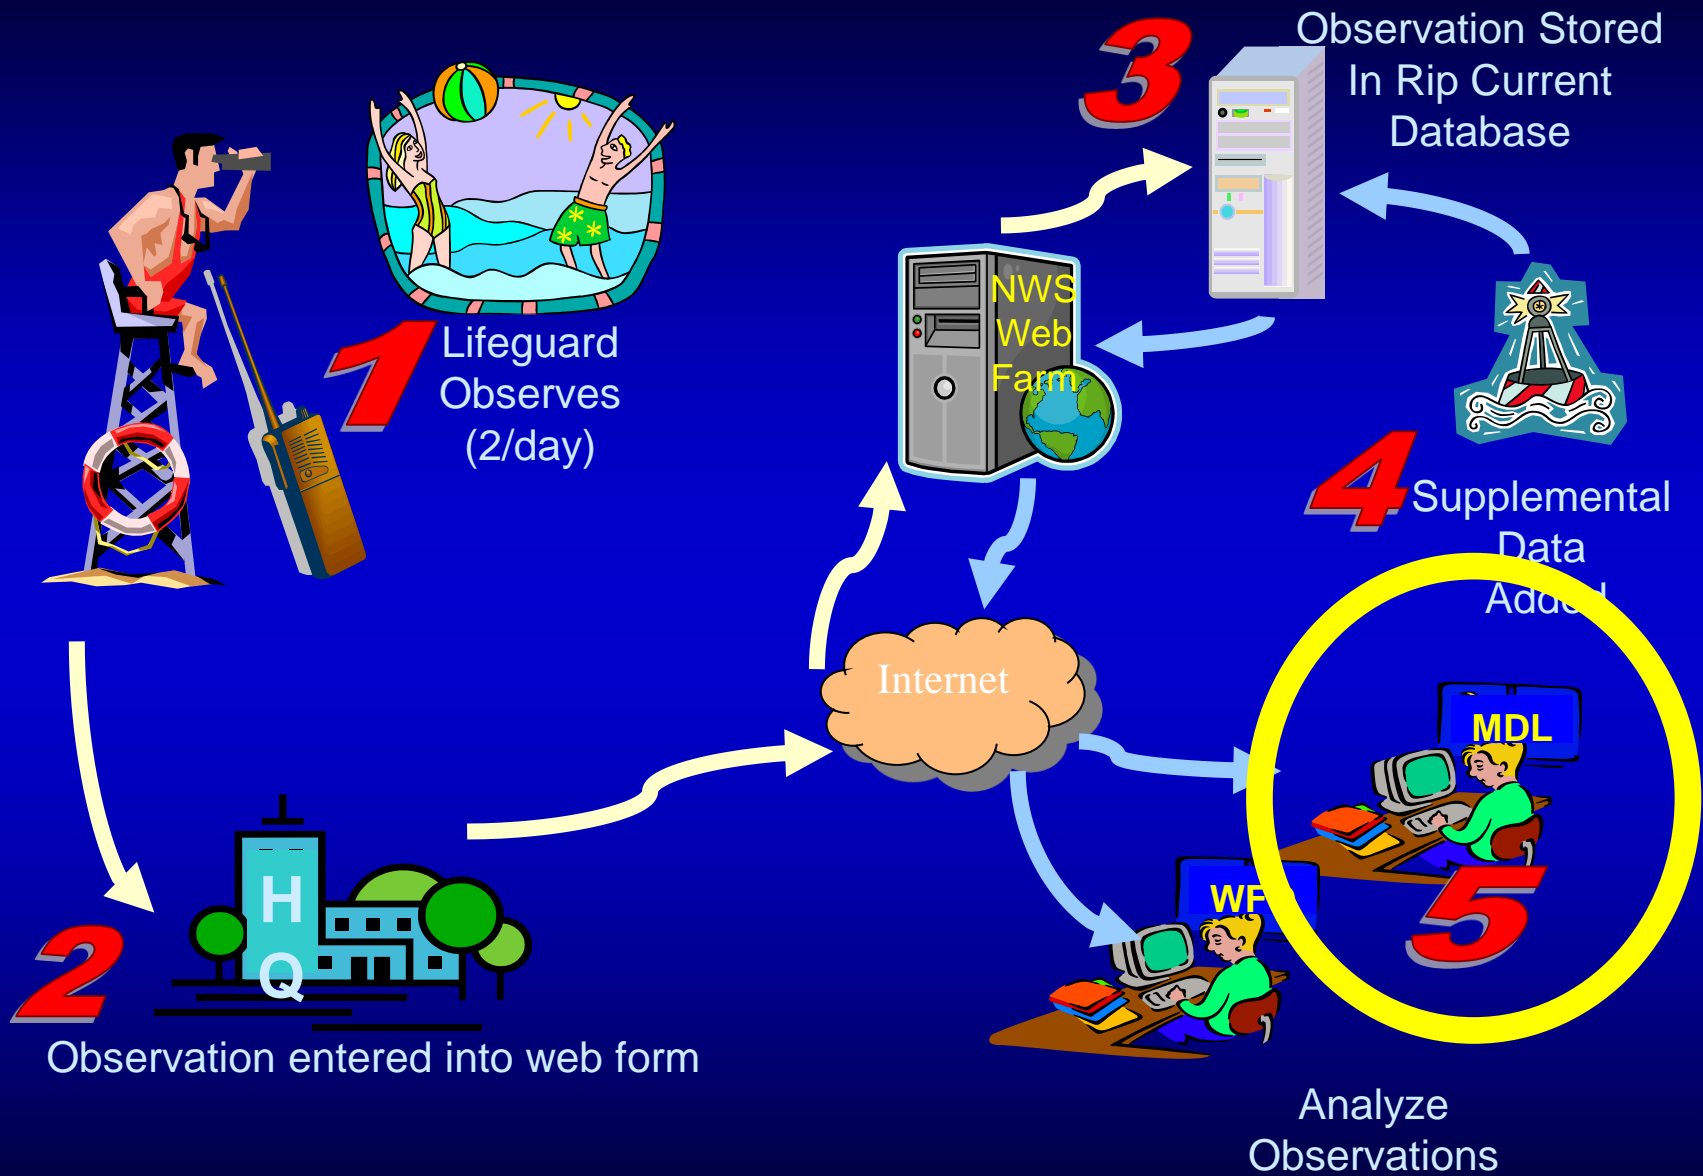 1
Lifeguard
Observes
(2/day)
2
H
Q
Observation entered into web form
3
Observation Stored
In Rip Current
Database
NWS
Web
Farm
4
Supplemental
Data
Added
Internet
MDL
5
Analyze
Observations